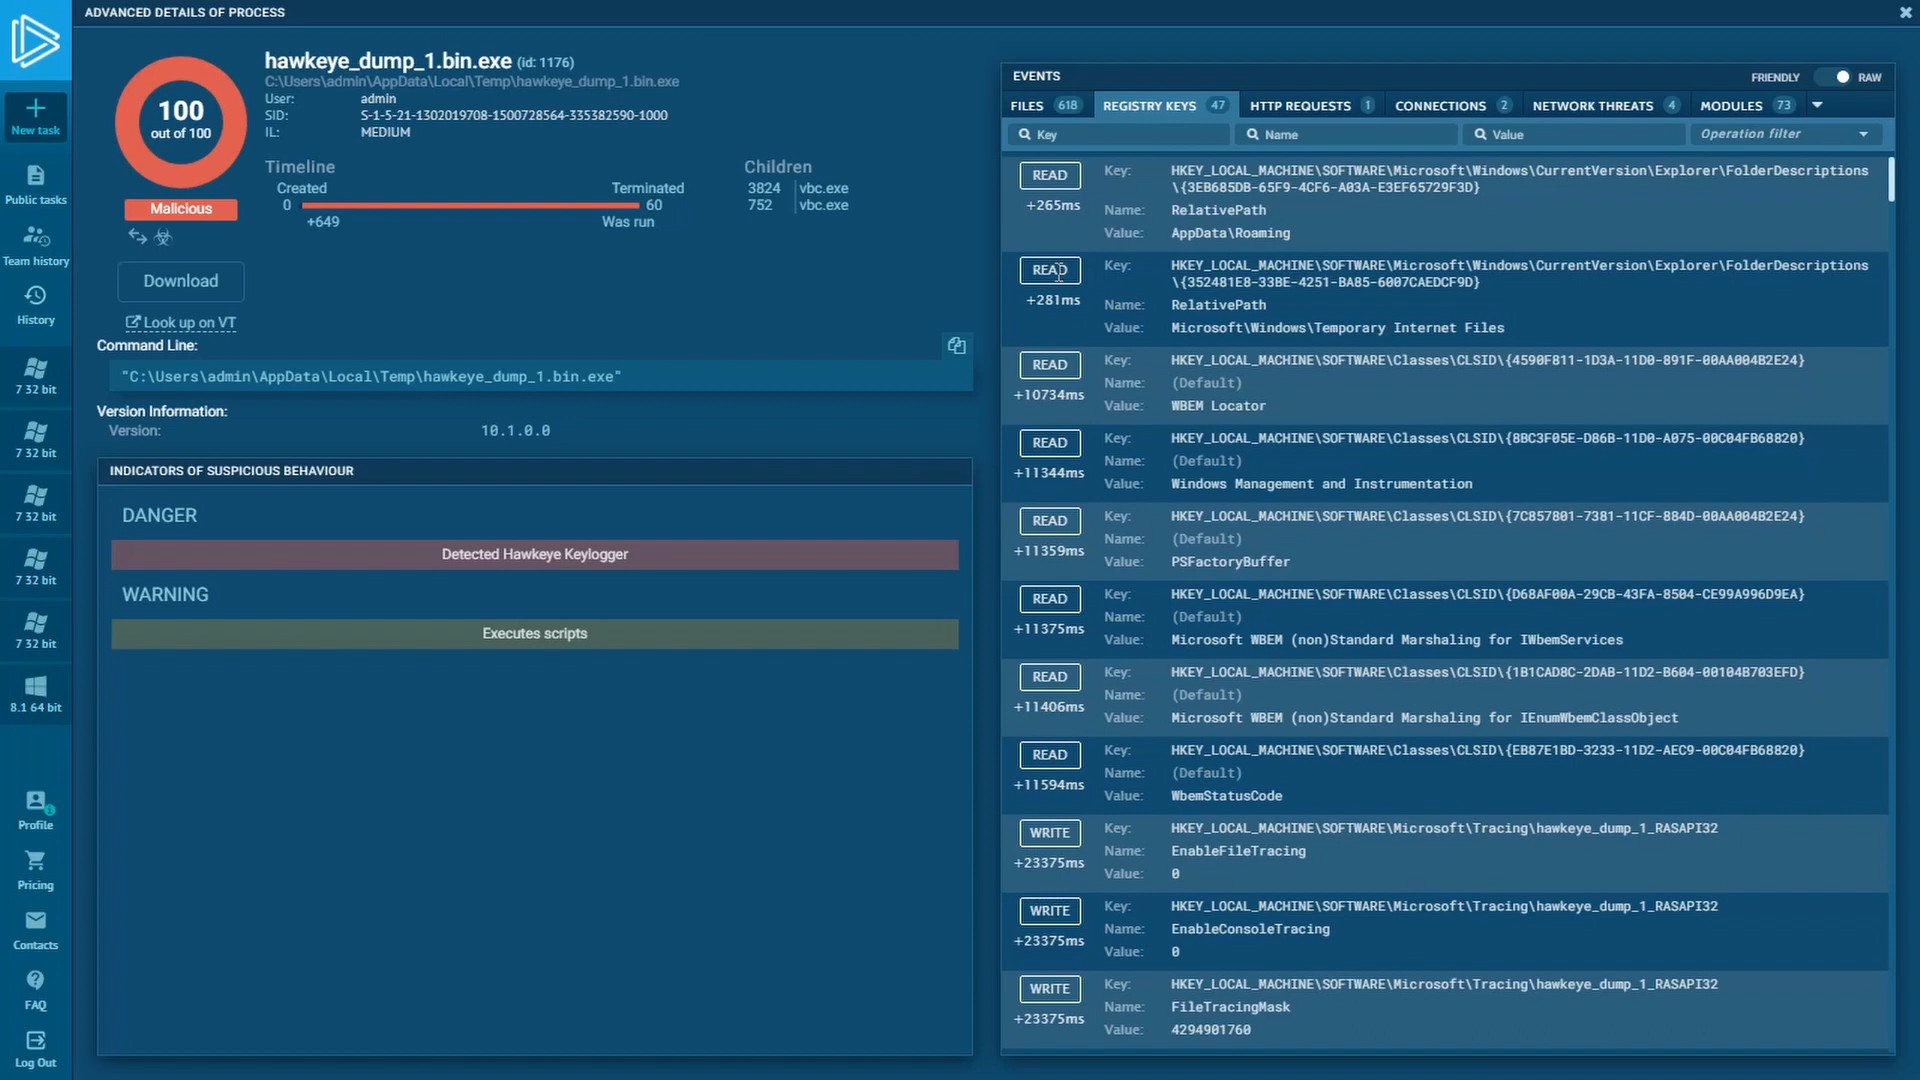 ADVANCED DETAILS OF PROCESS
New task
Public tasks
Team history
History
7 32 bit
7 32 bit
7 32 bit
7 32 bit
7 32 bit
8.1 64 bit
Profile
Pricing
Contacts
FAQ
Log Out
100
out of 100
Malicious
Download
Look up on VT
hawkeye_dump_1.bin.exe (id: 1176)
C:\Users\admin\AppData\Local\Temp\hawkeye_dump_1.bin.exe
User: admin
SID: S-1-5-21-1302019708-1500728564-335382590-1000
IL: MEDIUM
Timeline
Created Terminated
0 60
+649 Was run
Children
3824 vbc.exe
752 vbc.exe
Command Line:
"C:\Users\admin\AppData\Local\Temp\hawkeye_dump_1.bin.exe"
Version Information:
Version: 10.1.0.0
INDICATORS OF SUSPICIOUS BEHAVIOUR
DANGER
Detected Hawkeye Keylogger
WARNING
Executes scripts
EVENTS FRIENDLY RAW
FILES 618 REGISTRY KEYS 47 HTTP REQUESTS 1 CONNECTIONS 2 NETWORK THREATS 4 MODULES 73
Key Name Value Operation filter
READ Key: HKEY_LOCAL_MACHINE\SOFTWARE\Microsoft\Windows\CurrentVersion\Explorer\FolderDescriptions
\{3EB685DB-65F9-4CF6-A03A-E3EF65729F3D}
+265ms Name: RelativePath
Value: AppData\Roaming
READ Key: HKEY_LOCAL_MACHINE\SOFTWARE\Microsoft\Windows\CurrentVersion\Explorer\FolderDescriptions
\{352481E8-33BE-4251-BA85-6007CAEDCF9D}
+281ms Name: RelativePath
Value: Microsoft\Windows\Temporary Internet Files
READ Key: HKEY_LOCAL_MACHINE\SOFTWARE\Classes\CLSID\{4590F811-1D3A-11D0-891F-00AA004B2E24}
Name: (Default)
+10734ms Value: WBEM Locator
READ Key: HKEY_LOCAL_MACHINE\SOFTWARE\Classes\CLSID\{8BC3F05E-D86B-11D0-A075-00C04FB68820}
Name: (Default)
+11344ms Value: Windows Management and Instrumentation
READ Key: HKEY_LOCAL_MACHINE\SOFTWARE\Classes\CLSID\{7C857801-7381-11CF-884D-00AA004B2E24}
Name: (Default)
+11359ms Value: PSFactoryBuffer
READ Key: HKEY_LOCAL_MACHINE\SOFTWARE\Classes\CLSID\{D68AF00A-29CB-43FA-8504-CE99A996D9EA}
Name: (Default)
+11375ms Value: Microsoft WBEM (non)Standard Marshaling for IWbemServices
READ Key: HKEY_LOCAL_MACHINE\SOFTWARE\Classes\CLSID\{1B1CAD8C-2DAB-11D2-B604-00104B703EFD}
Name: (Default)
+11406ms Value: Microsoft WBEM (non)Standard Marshaling for IEnumWbemClassObject
READ Key: HKEY_LOCAL_MACHINE\SOFTWARE\Classes\CLSID\{EB87E1BD-3233-11D2-AEC9-00C04FB68820}
Name: (Default)
+11594ms Value: WbemStatusCode
WRITE Key: HKEY_LOCAL_MACHINE\SOFTWARE\Microsoft\Tracing\hawkeye_dump_1_RASAPI32
Name: EnableFileTracing
+23375ms Value: 0
WRITE Key: HKEY_LOCAL_MACHINE\SOFTWARE\Microsoft\Tracing\hawkeye_dump_1_RASAPI32
Name: EnableConsoleTracing
+23375ms Value: 0
WRITE Key: HKEY_LOCAL_MACHINE\SOFTWARE\Microsoft\Tracing\hawkeye_dump_1_RASAPI32
Name: FileTracingMask
+23375ms Value: 4294901760